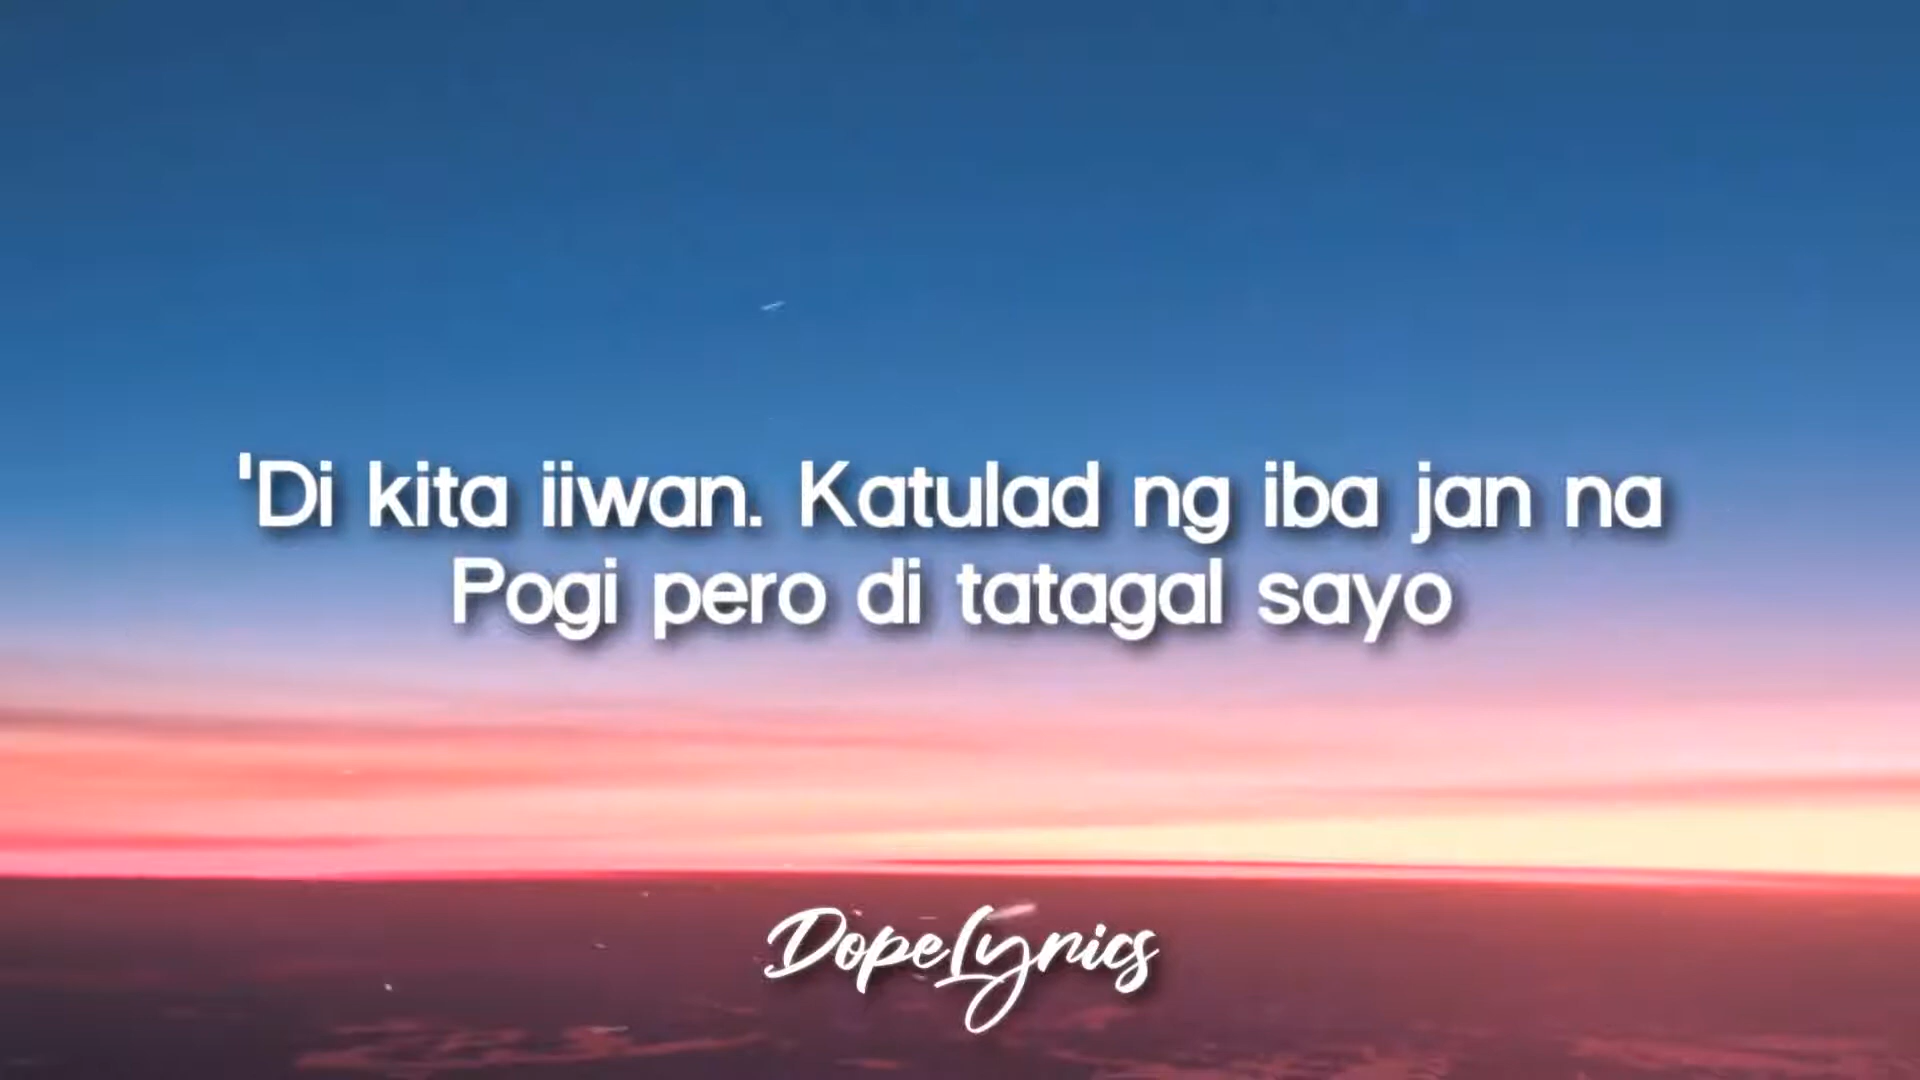 'Di kita iiwan. Katulad ng iba jan na
Pogi pero di tatagal sayo
DopeLyrics